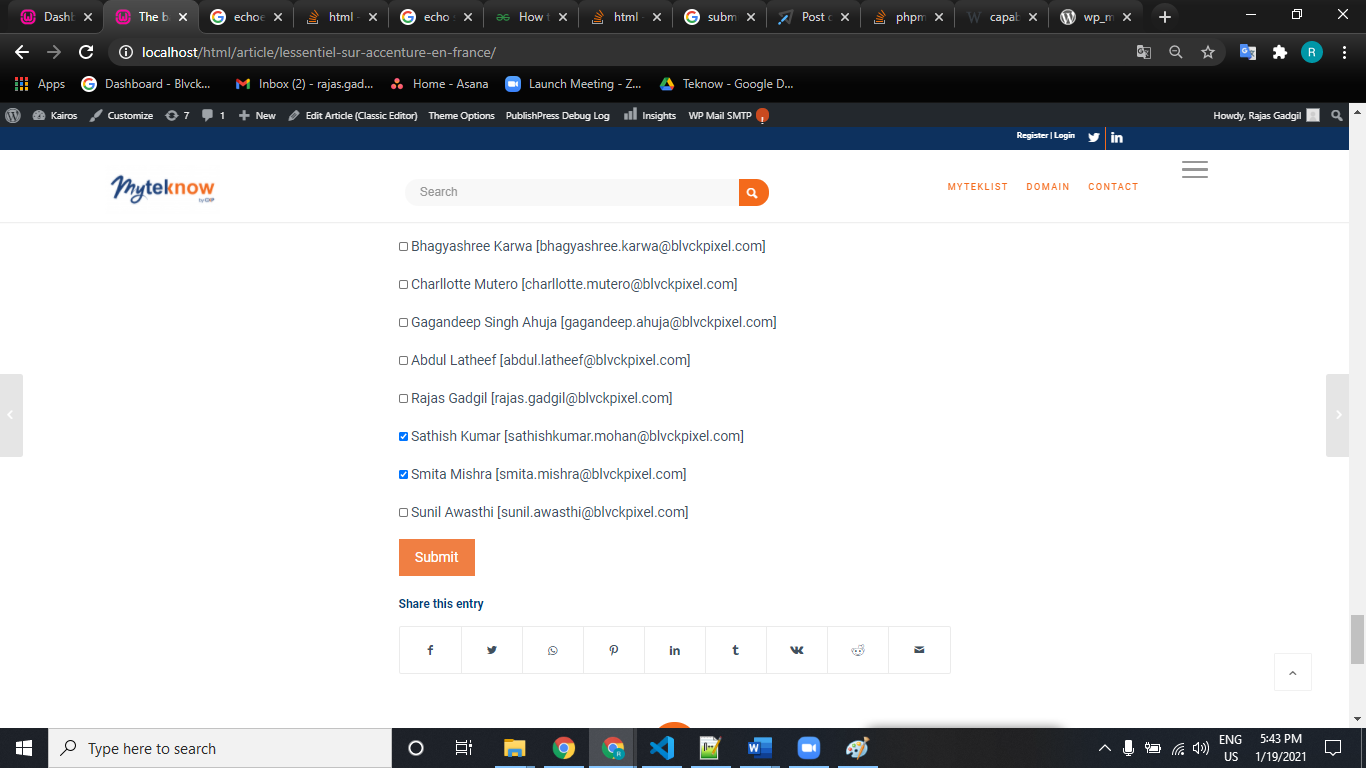 Dashb The b echoe html - echo s How t html - subm Post c phpm capab wp_m
localhost/html/article/lessentiel-sur-accenture-en-france/ R
Apps Dashboard - Blvck... Inbox (2) - rajas.gad... Home - Asana Launch Meeting - Z... Teknow - Google D...
Kairos Customize 7 1 New Edit Article (Classic Editor) Theme Options PublishPress Debug Log Insights WP Mail SMTP ! Howdy, Rajas Gadgil
Register | Login
Myteknow
by GIIP
Search
MYTEKLIST DOMAIN CONTACT
Bhagyashree Karwa [bhagyashree.karwa@blvckpixel.com]
Charllotte Mutero [charllotte.mutero@blvckpixel.com]
Gagandeep Singh Ahuja [gagandeep.ahuja@blvckpixel.com]
Abdul Latheef [abdul.latheef@blvckpixel.com]
Rajas Gadgil [rajas.gadgil@blvckpixel.com]
Sathish Kumar [sathishkumar.mohan@blvckpixel.com]
Smita Mishra [smita.mishra@blvckpixel.com]
Sunil Awasthi [sunil.awasthi@blvckpixel.com]
Submit
Share this entry
Type here to search
ENG
US
5:43 PM
1/19/2021